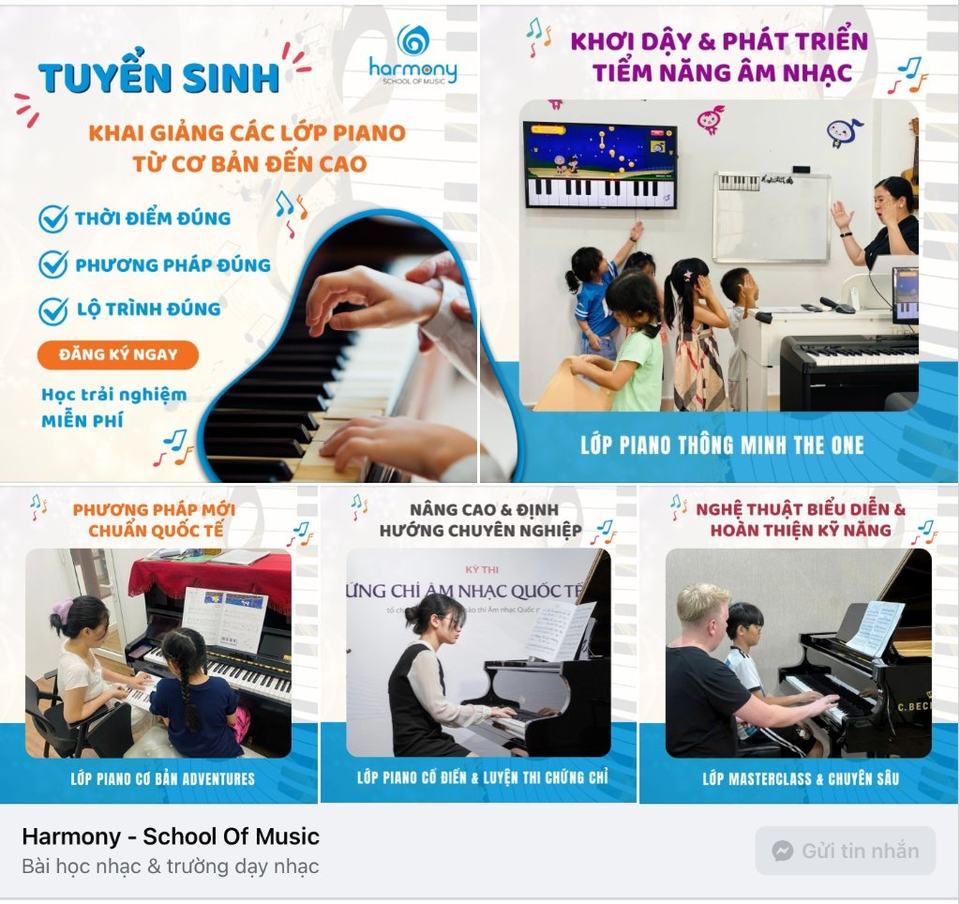 TUYỂN SINH
harmony
SCHOOL OF MUSIC
KHAI GIẢNG CÁC LỚP PIANO
TỪ CƠ BẢN ĐẾN CAO
THỜI ĐIỂM ĐÚNG
PHƯƠNG PHÁP ĐÚNG
LỘ TRÌNH ĐÚNG
ĐĂNG KÝ NGAY
Học trải nghiệm
MIỄN PHÍ
KHƠI DẬY & PHÁT TRIỂN
TIỀM NĂNG ÂM NHẠC
LỚP PIANO THÔNG MINH THE ONE
PHƯƠNG PHÁP MỚI
CHUẨN QUỐC TẾ
LỚP PIANO CƠ BẢN ADVENTURES
NÂNG CAO & ĐỊNH
HƯỚNG CHUYÊN NGHIỆP
KỲ THI
ỨNG CHỈ ÂM NHẠC QUỐC TẾ
LỚP PIANO CỔ ĐIỂN & LUYỆN THI CHỨNG CHỈ
NGHỆ THUẬT BIỂU DIỄN &
HOÀN THIỆN KỸ NĂNG
C.BEC
LỚP MASTERCLASS & CHUYÊN SÂU
Harmony - School Of Music
Bài học nhạc & trường dạy nhạc
Gửi tin nhắn